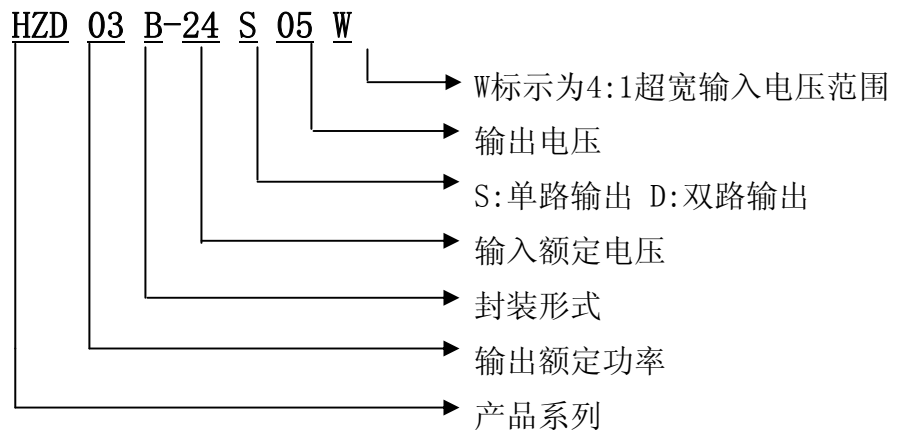 HZD 03 B-24 S 05 W
W标示为4:1超宽输入电压范围
输出电压
S:单路输出 D:双路输出
输入额定电压
封装形式
输出额定功率
产品系列